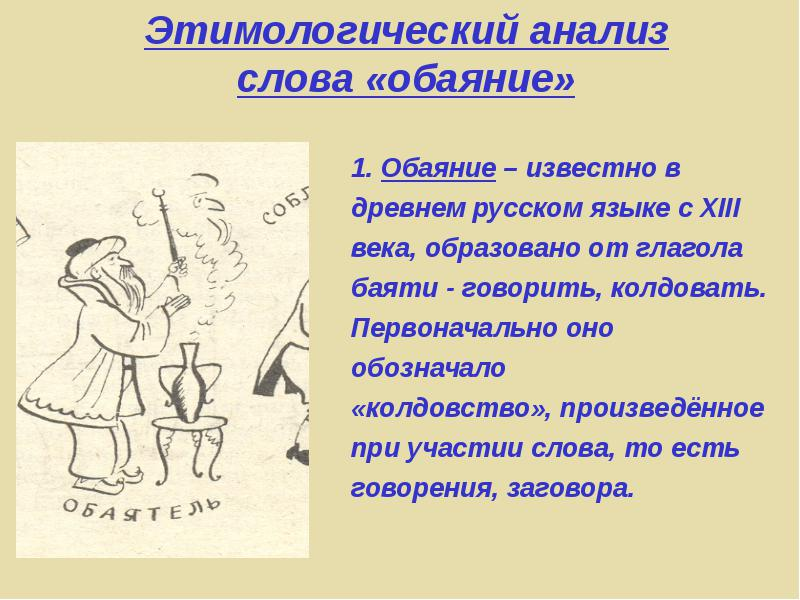 Этимологический анализ
слова «обаяние»
1. Обаяние – известно в
древнем русском языке с XIII
века, образовано от глагола
баяти - говорить, колдовать.
Первоначально оно
обозначало
«колдовство», произведённое
при участии слова, то есть
говорения, заговора.
СОБЛ
ОБАЯТЕЛЬ